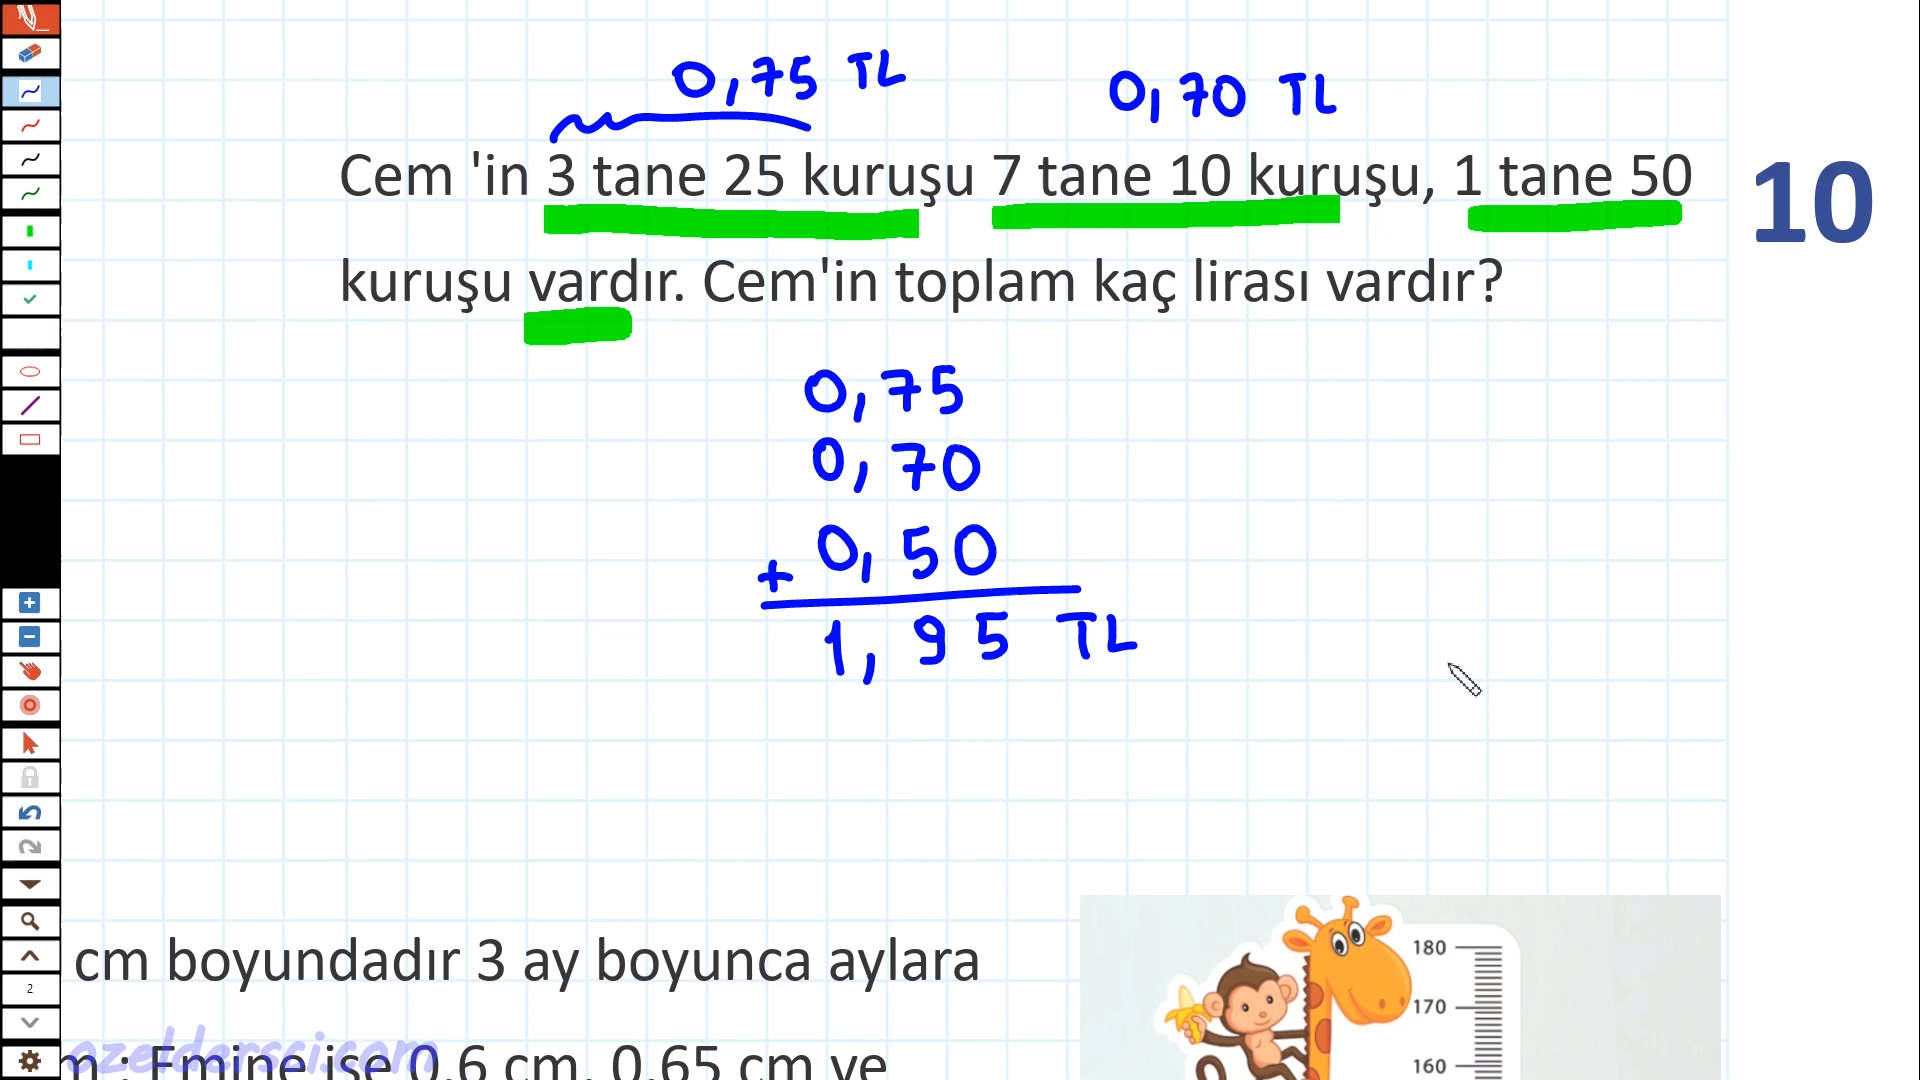 0,75 TL
0,70 TL
Cem 'in 3 tane 25 kuruşu 7 tane 10 kuruşu, 1 tane 50
10
kuruşu vardır. Cem'in toplam kaç lirası vardır?
0,75
0,70
+ 0,50
1,95 TL
cm boyundadır 3 ay boyunca aylara
180
170
160
2
ozeldersci.com
: Emine ise 0,6 cm, 0,65 cm ve